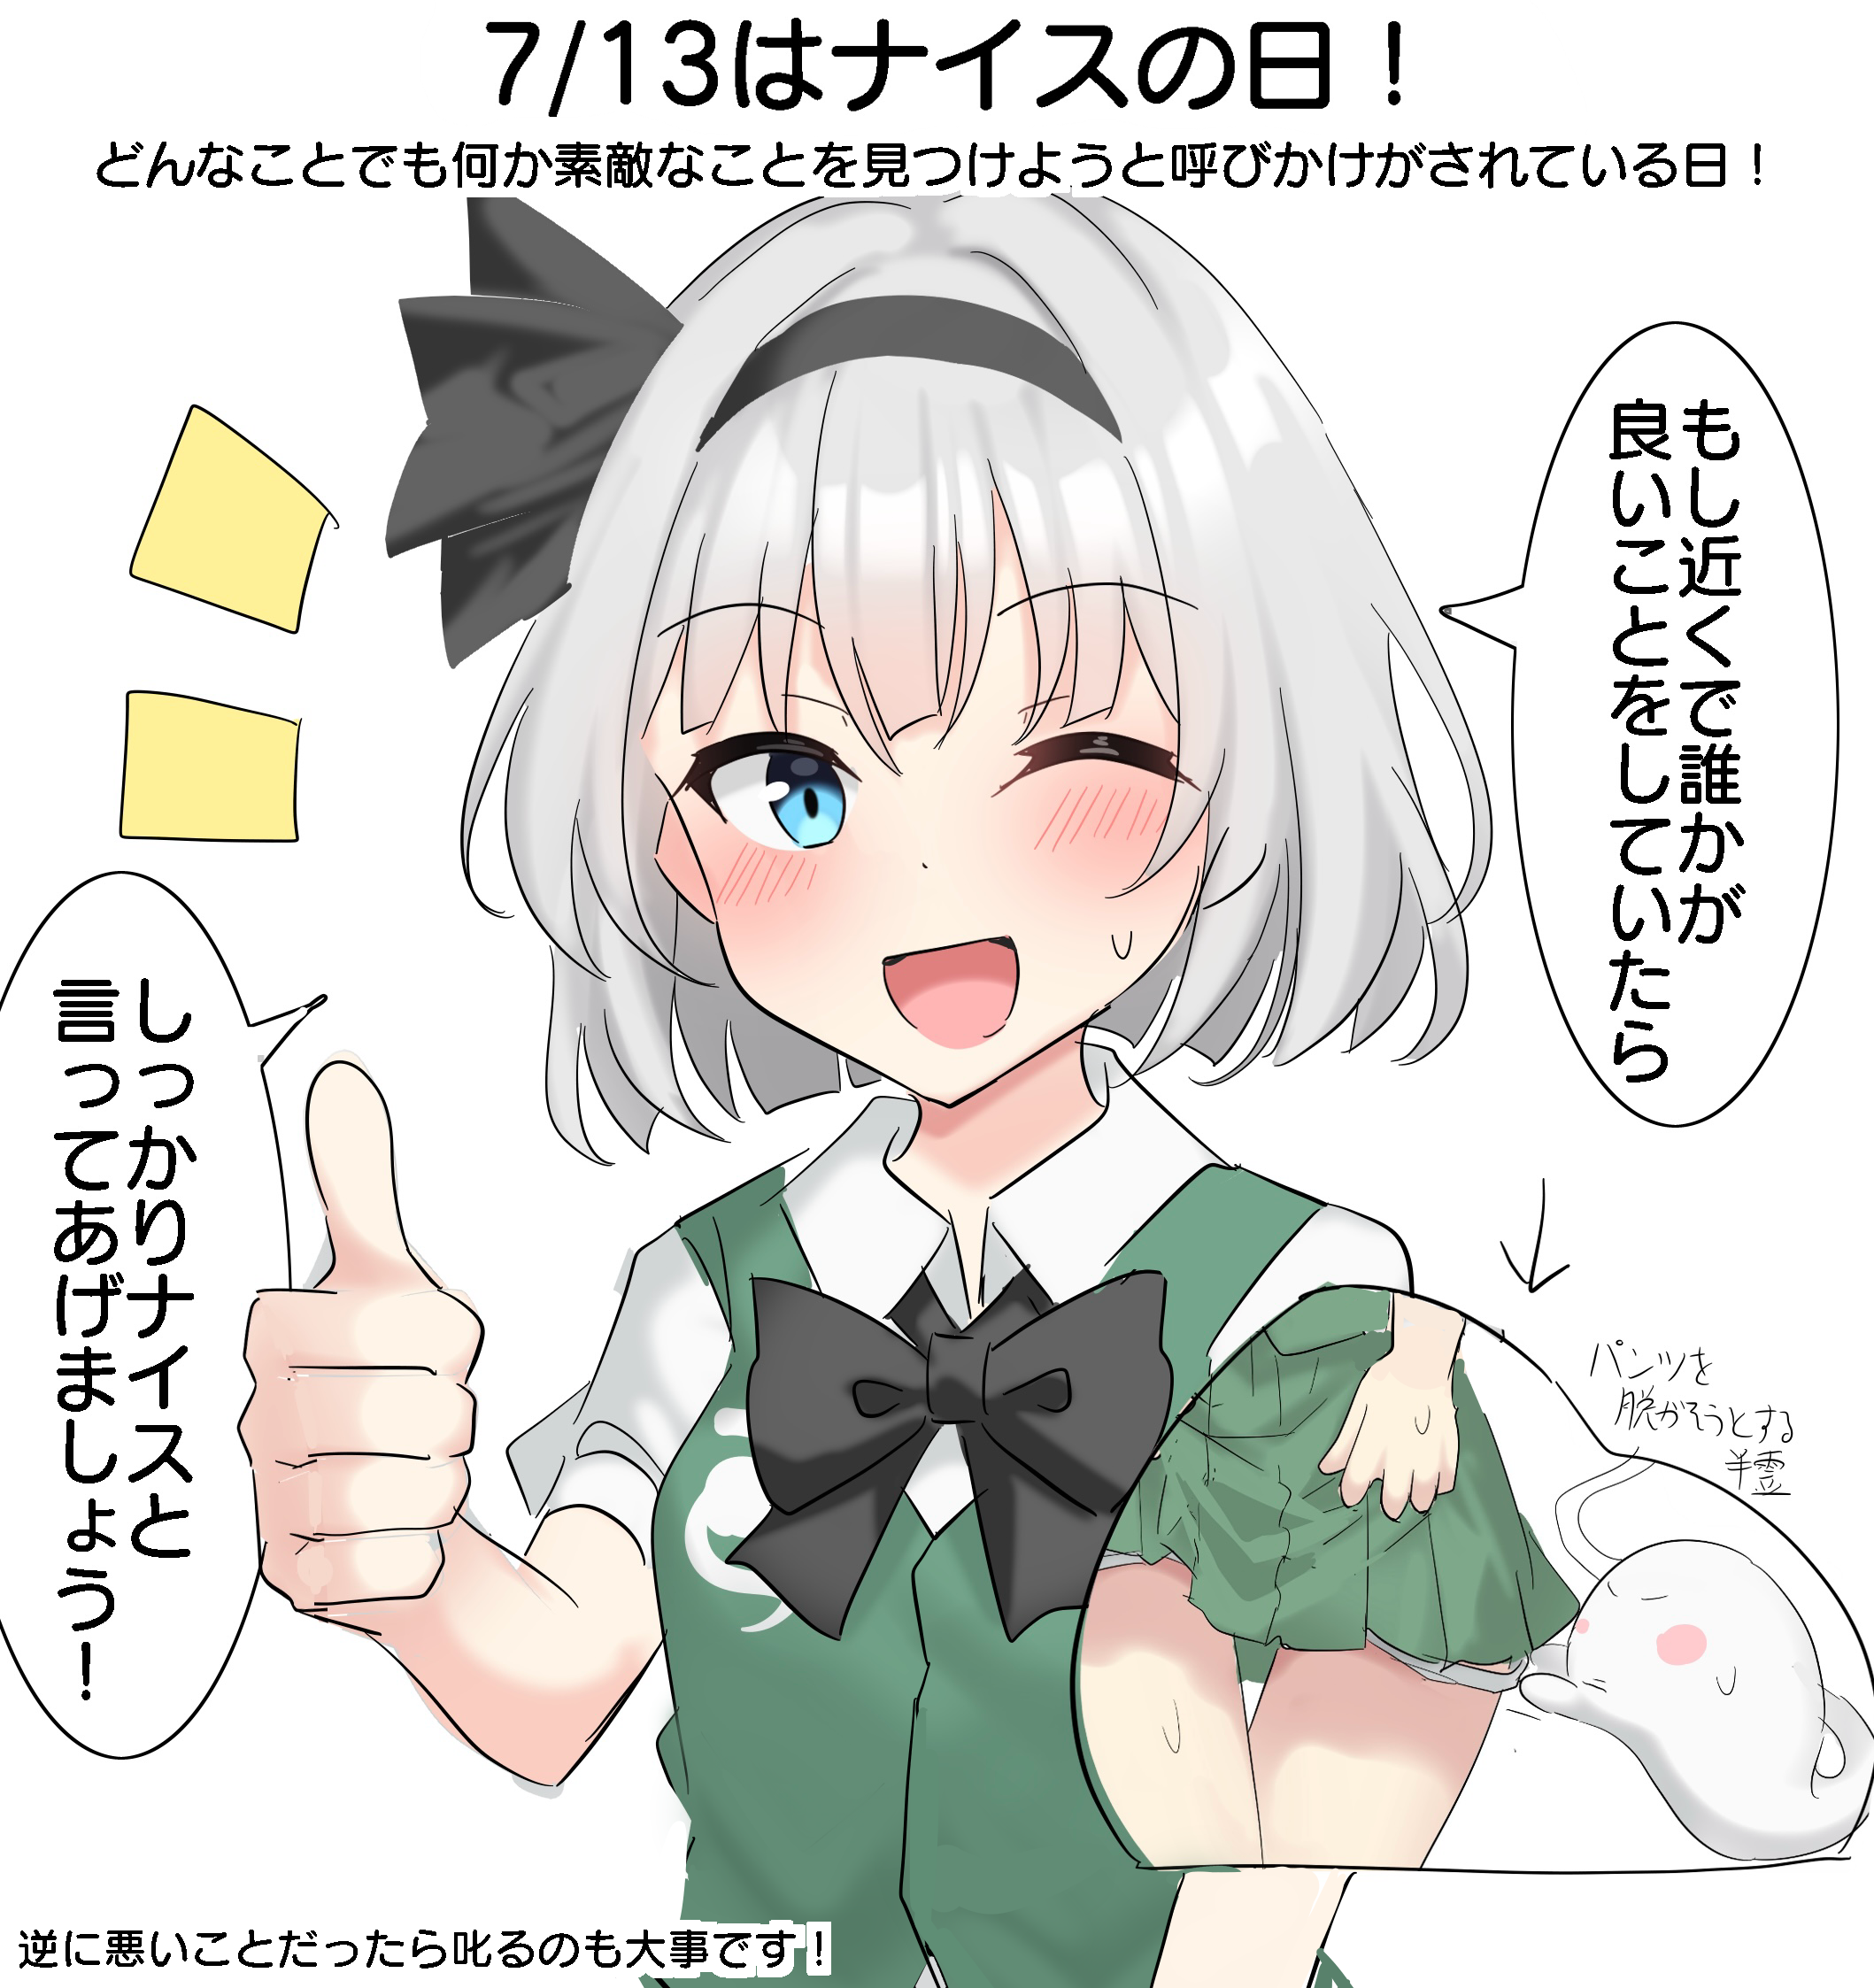 7/13はナイスの日！
どんなことでも何か素敵なことを見つけようと呼びかけがされている日！
もし近くで誰かが
良いことをしていたら
しっかりナイスと
言ってあげましょう！
パンツを
脱がそうとする
半霊
逆に悪いことだったら叱るのも大事です！